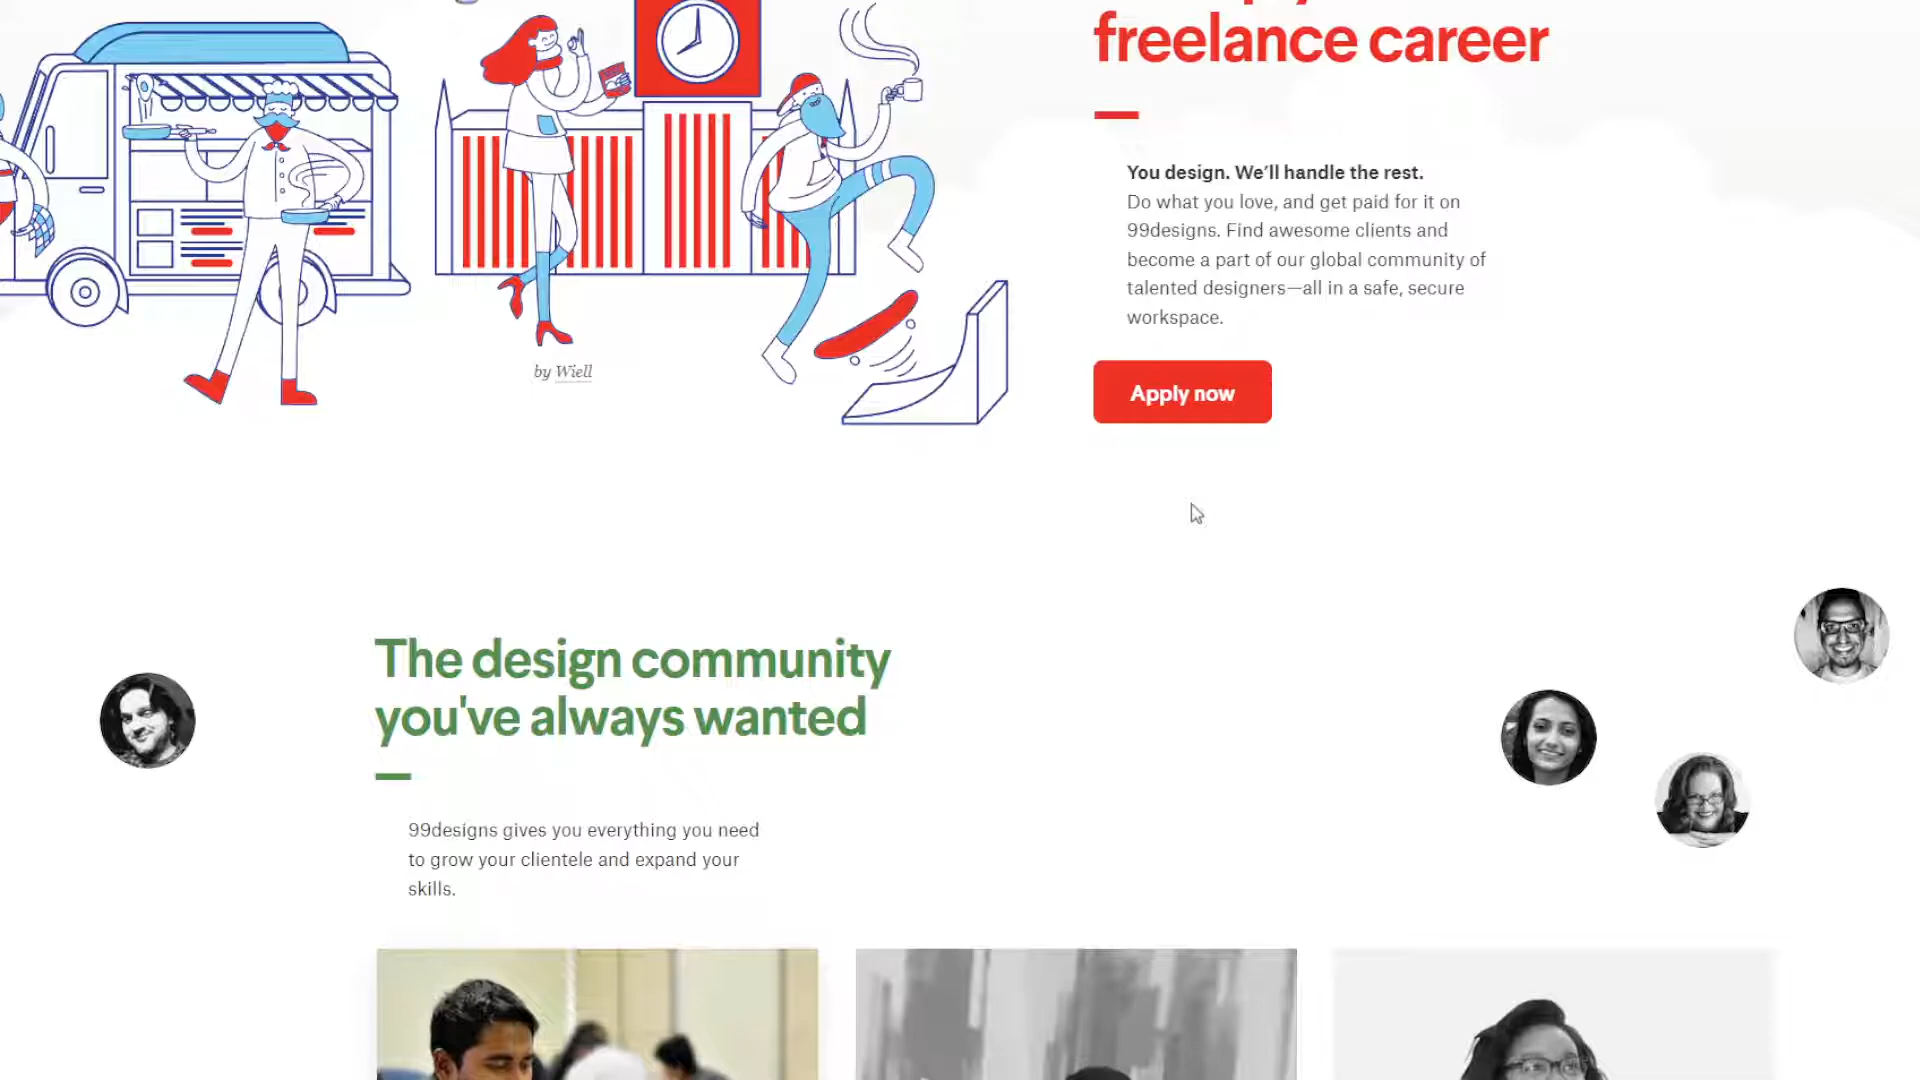 freelance career
You design. We’ll handle the rest.
Do what you love, and get paid for it on
99designs. Find awesome clients and
become a part of our global community of
talented designers—all in a safe, secure
workspace.
by Wiell
Apply now
The design community
you've always wanted
99designs gives you everything you need
to grow your clientele and expand your
skills.